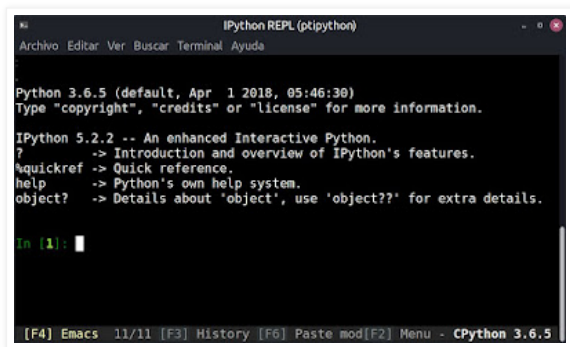 IPython REPL (ptipython)
Archivo Editar Ver Buscar Terminal Ayuda
Python 3.6.5 (default, Apr  1 2018, 05:46:30)
Type "copyright", "credits" or "license" for more information.
IPython 5.2.2 -- An enhanced Interactive Python.
?         -> Introduction and overview of IPython's features.
%quickref -> Quick reference.
help      -> Python's own help system.
object?   -> Details about 'object', use 'object??' for extra details.
In [1]:
[F4] Emacs  11/11 [F3] History [F6] Paste mod[F2] Menu - CPython 3.6.5